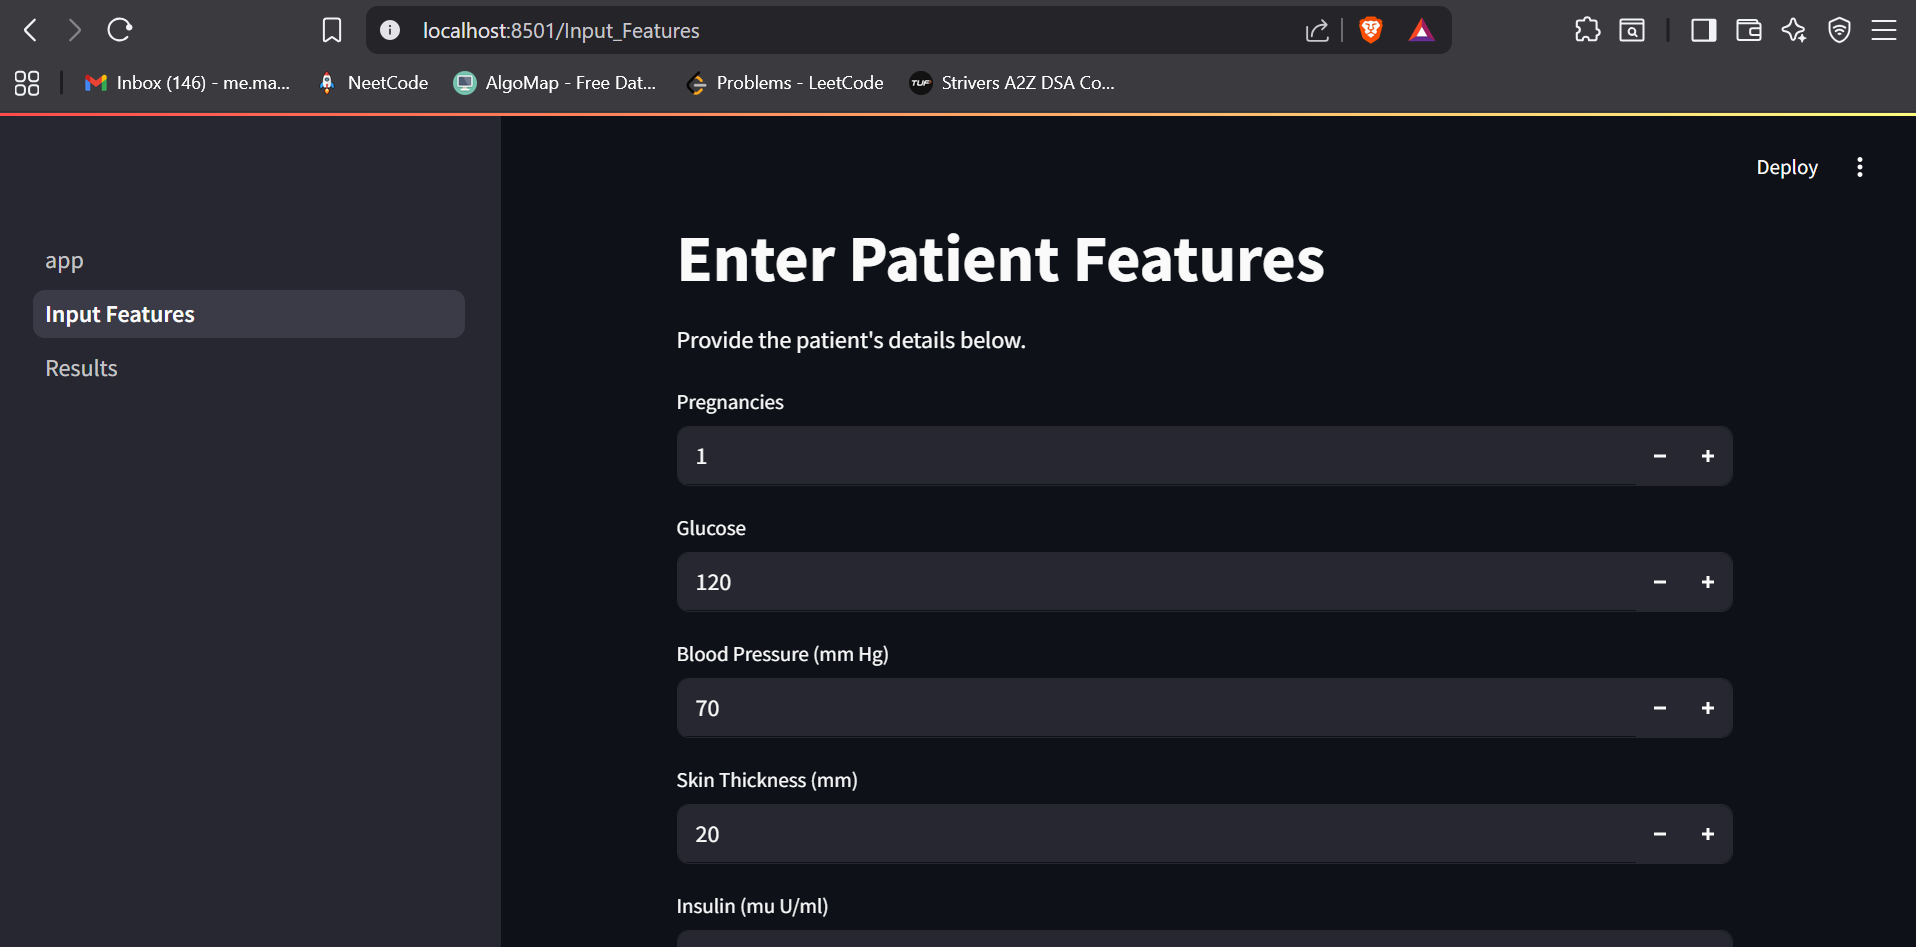 localhost:8501/Input_Features
Inbox (146) - me.ma...
NeetCode
AlgoMap - Free Dat...
Problems - LeetCode
TUF
Strivers A2Z DSA Co...
Deploy
app
Input Features
Results
Enter Patient Features
Provide the patient's details below.
Pregnancies
1
Glucose
120
Blood Pressure (mm Hg)
70
Skin Thickness (mm)
20
Insulin (mu U/ml)